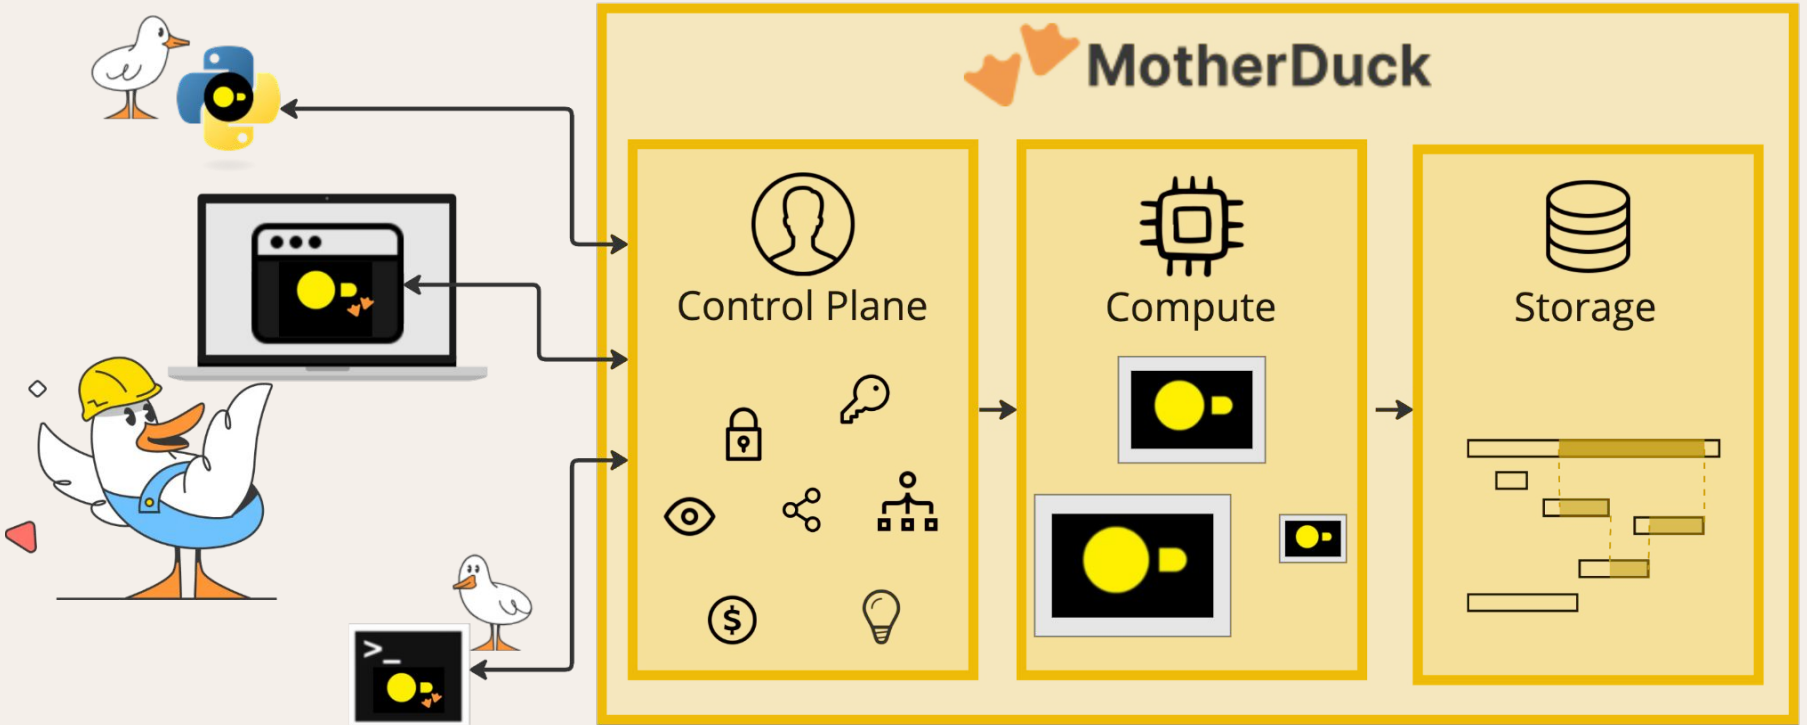 MotherDuck
Control Plane
Compute
Storage
$
>_